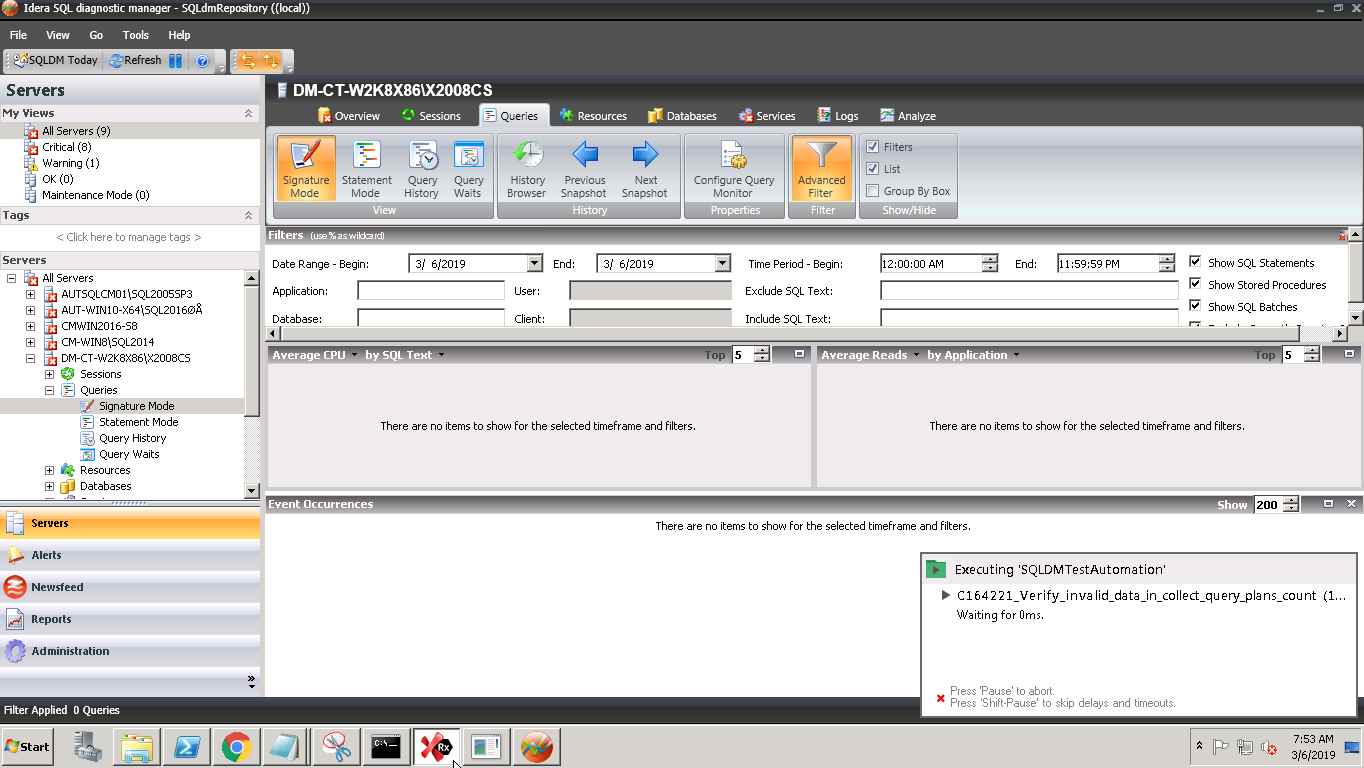 Idera SQL diagnostic manager - SQLdmRepository ((local))
File View Go Tools Help
SQLDM Today Refresh
Servers
My Views
All Servers (9)
Critical (8)
Warning (1)
OK (0)
Maintenance Mode (0)
Tags
< Click here to manage tags >
Servers
All Servers
AUTSQLCM01\SQL2005SP3
AUT-WIN10-X64\SQL2016ØÅ
CMWIN2016-S8
CM-WIN8\SQL2014
DM-CT-W2K8X86\X2008CS
Sessions
Queries
Signature Mode
Statement Mode
Query History
Query Waits
Resources
Databases
Servers
Alerts
Newsfeed
Reports
Administration
DM-CT-W2K8X86\X2008CS
Overview Sessions Queries Resources Databases Services Logs Analyze
Signature Mode
Statement Mode
Query History
Query Waits
View
History Browser
Previous Snapshot
Next Snapshot
History
Configure Query Monitor
Properties
Advanced Filter
Filter
Filters
List
Group By Box
Show/Hide
Filters (use % as wildcard)
Date Range - Begin: 3/ 6/2019 End: 3/ 6/2019 Time Period - Begin: 12:00:00 AM End: 11:59:59 PM Show SQL Statements
Show Stored Procedures
Application: User: Exclude SQL Text:
Show SQL Batches
Database: Client: Include SQL Text:
Average CPU by SQL Text Top 5
There are no items to show for the selected timeframe and filters.
Average Reads by Application Top 5
There are no items to show for the selected timeframe and filters.
Event Occurrences Show 200
There are no items to show for the selected timeframe and filters.
Executing 'SQLDMTestAutomation'
C164221_Verify_invalid_data_in_collect_query_plans_count (1...
Waiting for 0ms.
Press 'Pause' to abort.
Press 'Shift-Pause' to skip delays and timeouts.
Filter Applied 0 Queries
Start
C:\_
Rx
7:53 AM
3/6/2019